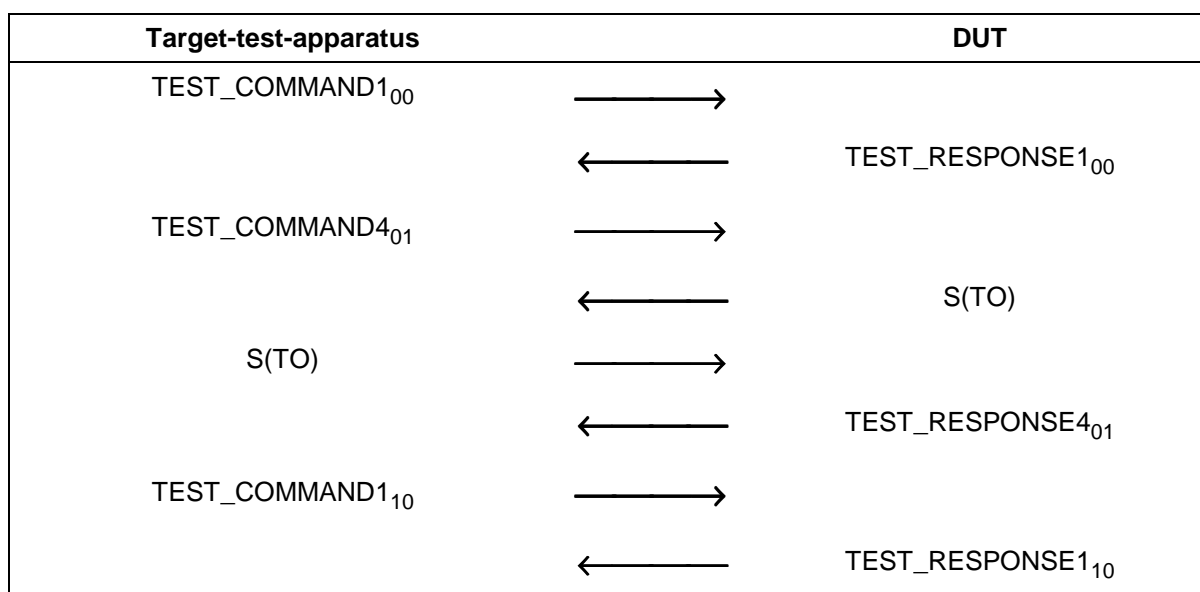 Target-test-apparatus DUT
TEST_COMMAND1₀₀
TEST_RESPONSE1₀₀
TEST_COMMAND4₀₁
S(TO)
S(TO)
TEST_RESPONSE4₀₁
TEST_COMMAND1₁₀
TEST_RESPONSE1₁₀